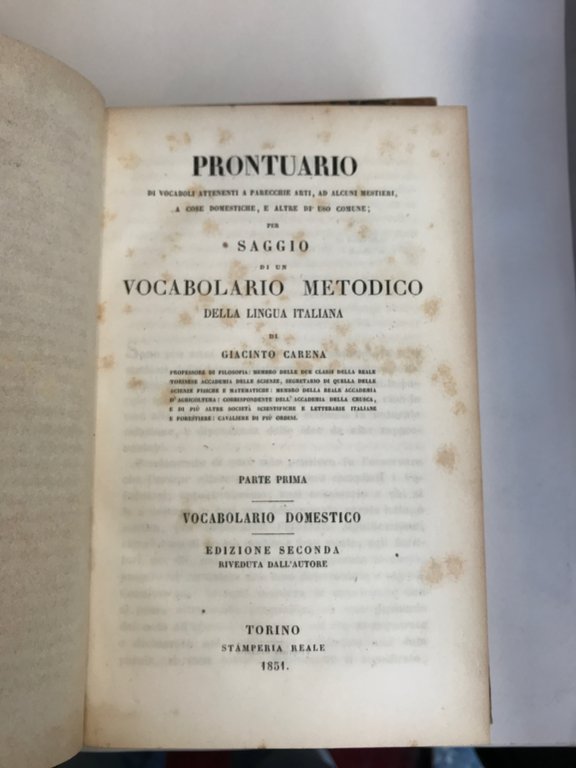 PRONTUARIO
DI VOCABOLI ATTENENTI A PARECCHIE ARTI, AD ALCUNI MESTIERI,
A COSE DOMESTICHE, E ALTRE DI USO COMUNE;
PER
SAGGIO
DI UN
VOCABOLARIO METODICO
DELLA LINGUA ITALIANA
DI
GIACINTO CARENA
PROFESSORE DI FILOSOFIA: MEMBRO DELLE DUE CLASSI DELLA REALE
TORINESE ACCADEMIA DELLE SCIENZE, SEGRETARIO DI QUELLA DELLE
SCIENZE FISICHE E MATEMATICHE: MEMBRO DELLA REALE ACCADEMIA
D'AGRICOLTURA: CORRISPONDENTE DELL'ACCADEMIA DELLA CRUSCA,
E DI PIÙ ALTRE SOCIETÀ SCIENTIFICHE E LETTERARIE ITALIANE
E FORESTIERE: CAVALIERE DI PIÙ ORDINI.
PARTE PRIMA
VOCABOLARIO DOMESTICO
EDIZIONE SECONDA
RIVEDUTA DALL'AUTORE
TORINO
STAMPERIA REALE
1851.